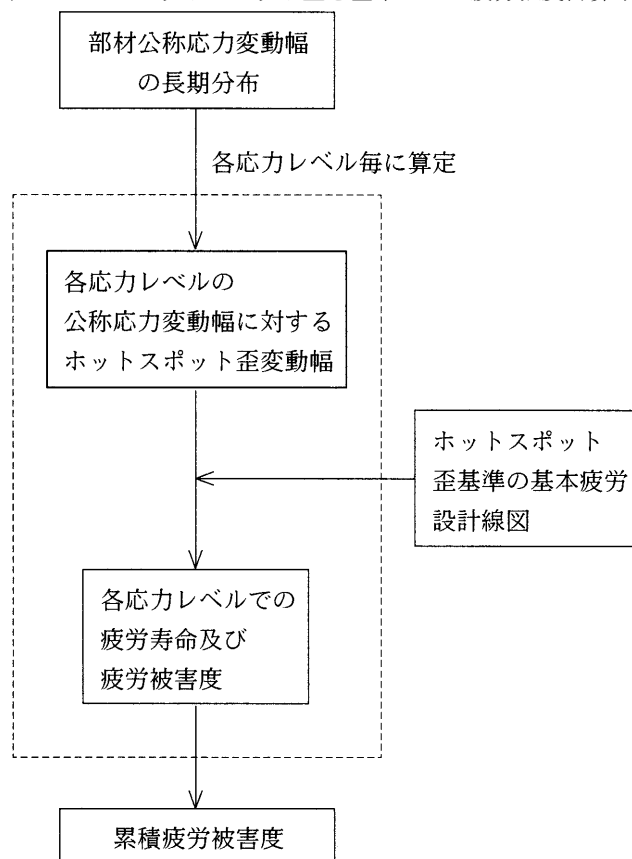 部材公称応力変動幅
の長期分布
各応力レベル毎に算定
各応力レベルの
公称応力変動幅に対する
ホットスポット歪変動幅
ホットスポット
歪基準の基本疲労
設計線図
各応力レベルでの
疲労寿命及び
疲労被害度
累積疲労被害度